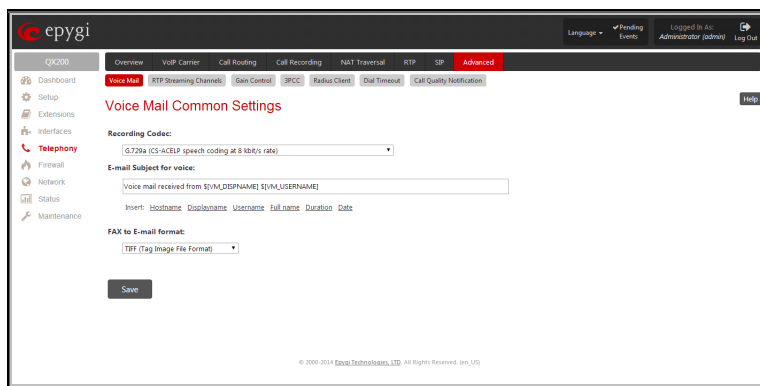 epygi
Language
Pending Events
Logged In As:
Administrator (admin)
Log Out
QX200
Overview VoIP Carrier Call Routing Call Recording NAT Traversal RTP SIP Advanced
Dashboard
Setup
Extensions
Interfaces
Telephony
Firewall
Network
Status
Maintenance
Voice Mail RTP Streaming Channels Gain Control 3PCC Radius Client Dial Timeout Call Quality Notification
Help
Voice Mail Common Settings
Recording Codec:
G.729a (CS-ACELP speech coding at 8 kbit/s rate)
E-mail Subject for voice:
Voice mail received from $[VM_DISPNAME] $[VM_USERNAME]
Insert: Hostname Displayname Username Full name Duration Date
FAX to E-mail format:
TIFF (Tag Image File Format)
Save
© 2000-2014 Epygi Technologies, LTD. All Rights Reserved. (en_US)